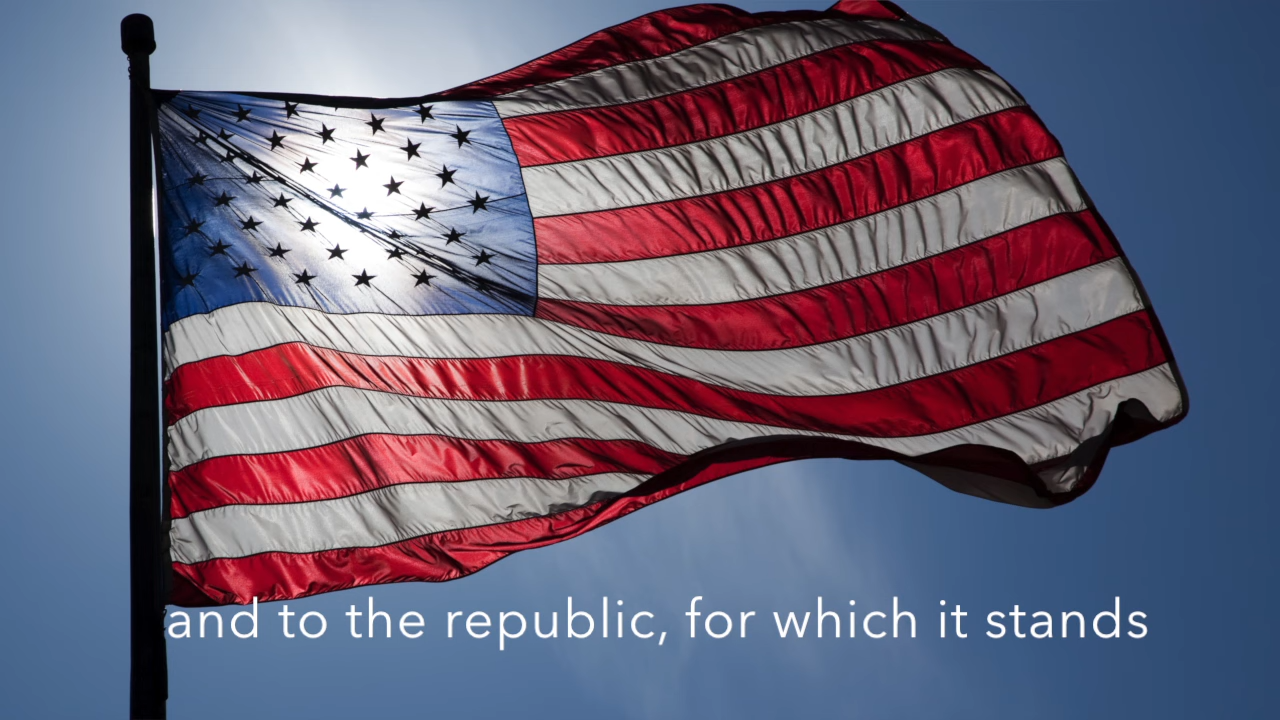 and to the republic, for which it stands